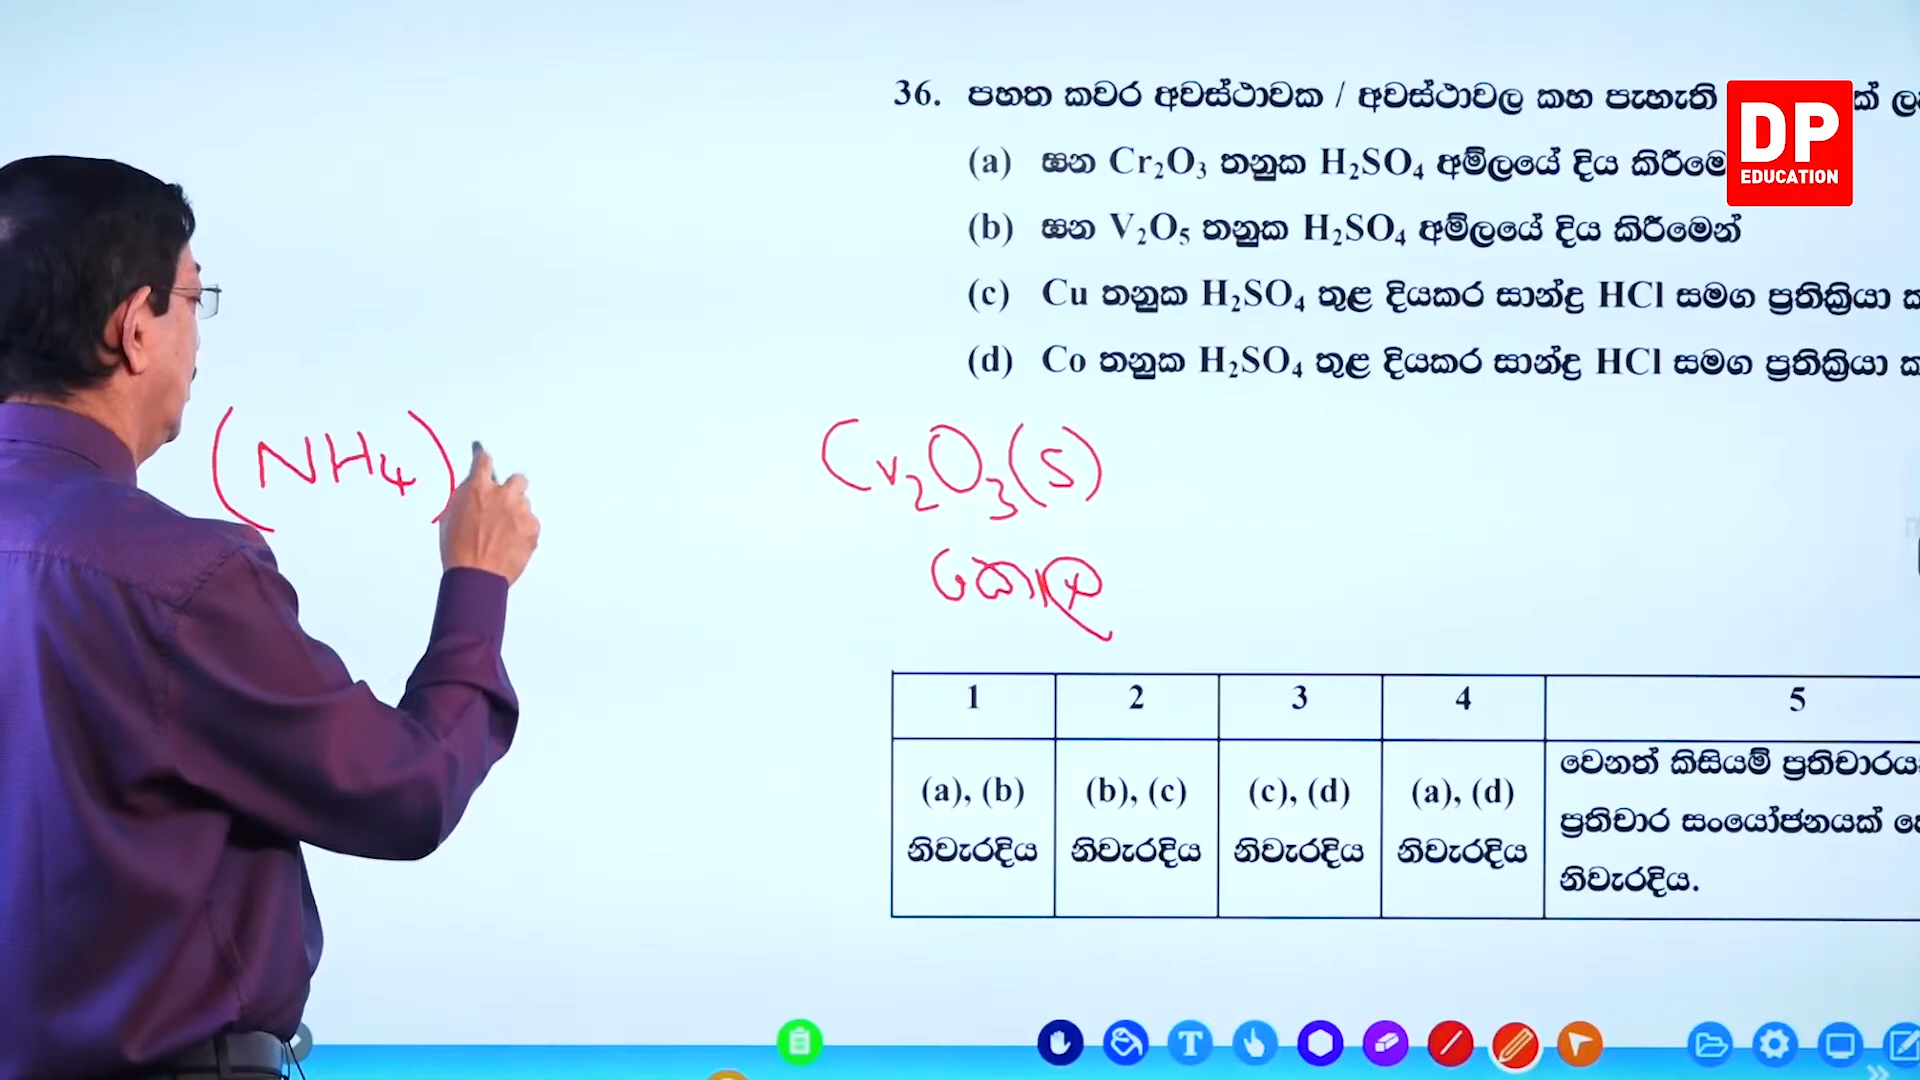 36. පහත කවර අවස්ථාවක / අවස්ථාවල කහ පැහැති
DP
EDUCATION
(a) ඝන Cr₂O₃ තනුක H₂SO₄ අම්ලයේ දිය කිරීමෙ
(b) ඝන V₂O₅ තනුක H₂SO₄ අම්ලයේ දිය කිරීමෙන්
(c) Cu තනුක H₂SO₄ තුළ දියකර සාන්ද්‍ර HCl සමග ප්‍රතික්‍රියා ක
(d) Co තනුක H₂SO₄ තුළ දියකර සාන්ද්‍ර HCl සමග ප්‍රතික්‍රියා ක
(NH4) Cr₂O₃(s)
කොල
1 2 3 4 5
(a), (b) නිවැරදිය
(b), (c) නිවැරදිය
(c), (d) නිවැරදිය
(a), (d) නිවැරදිය
වෙනත් කිසියම් ප්‍රතිචාරය
ප්‍රතිචාර සංයෝජනයක්
නිවැරදිය.